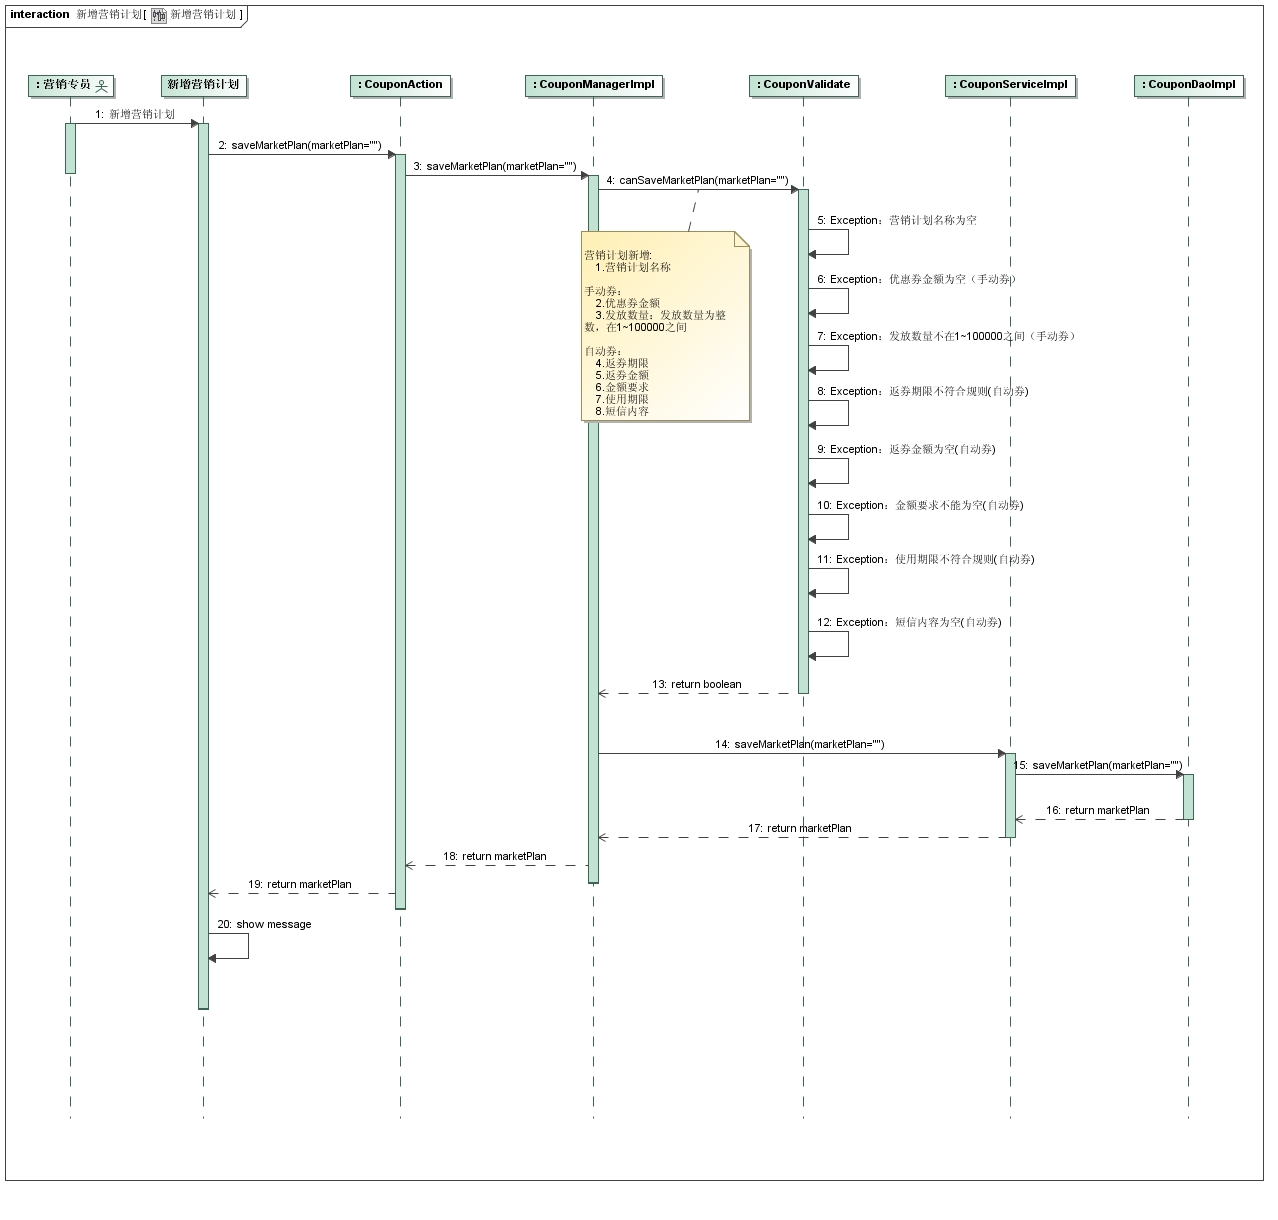 interaction 新增营销计划[ 新增营销计划 ]
: 营销专员
新增营销计划
: CouponAction
: CouponManagerImpl
: CouponValidate
: CouponServiceImpl
: CouponDaoImpl
1: 新增营销计划
2: saveMarketPlan(marketPlan="")
3: saveMarketPlan(marketPlan="")
4: canSaveMarketPlan(marketPlan="")
营销计划新增:
1.营销计划名称
手动券：
2.优惠券金额
3.发放数量：发放数量为整
数，在1~100000之间
自动券：
4.返券期限
5.返券金额
6.金额要求
7.使用期限
8.短信内容
5: Exception：营销计划名称为空
6: Exception：优惠券金额为空（手动券）
7: Exception：发放数量不在1~100000之间（手动券）
8: Exception：返券期限不符合规则(自动券)
9: Exception：返券金额为空(自动券)
10: Exception：金额要求不能为空(自动券)
11: Exception：使用期限不符合规则(自动券)
12: Exception：短信内容为空(自动券)
13: return boolean
14: saveMarketPlan(marketPlan="")
15: saveMarketPlan(marketPlan="")
16: return marketPlan
17: return marketPlan
18: return marketPlan
19: return marketPlan
20: show message